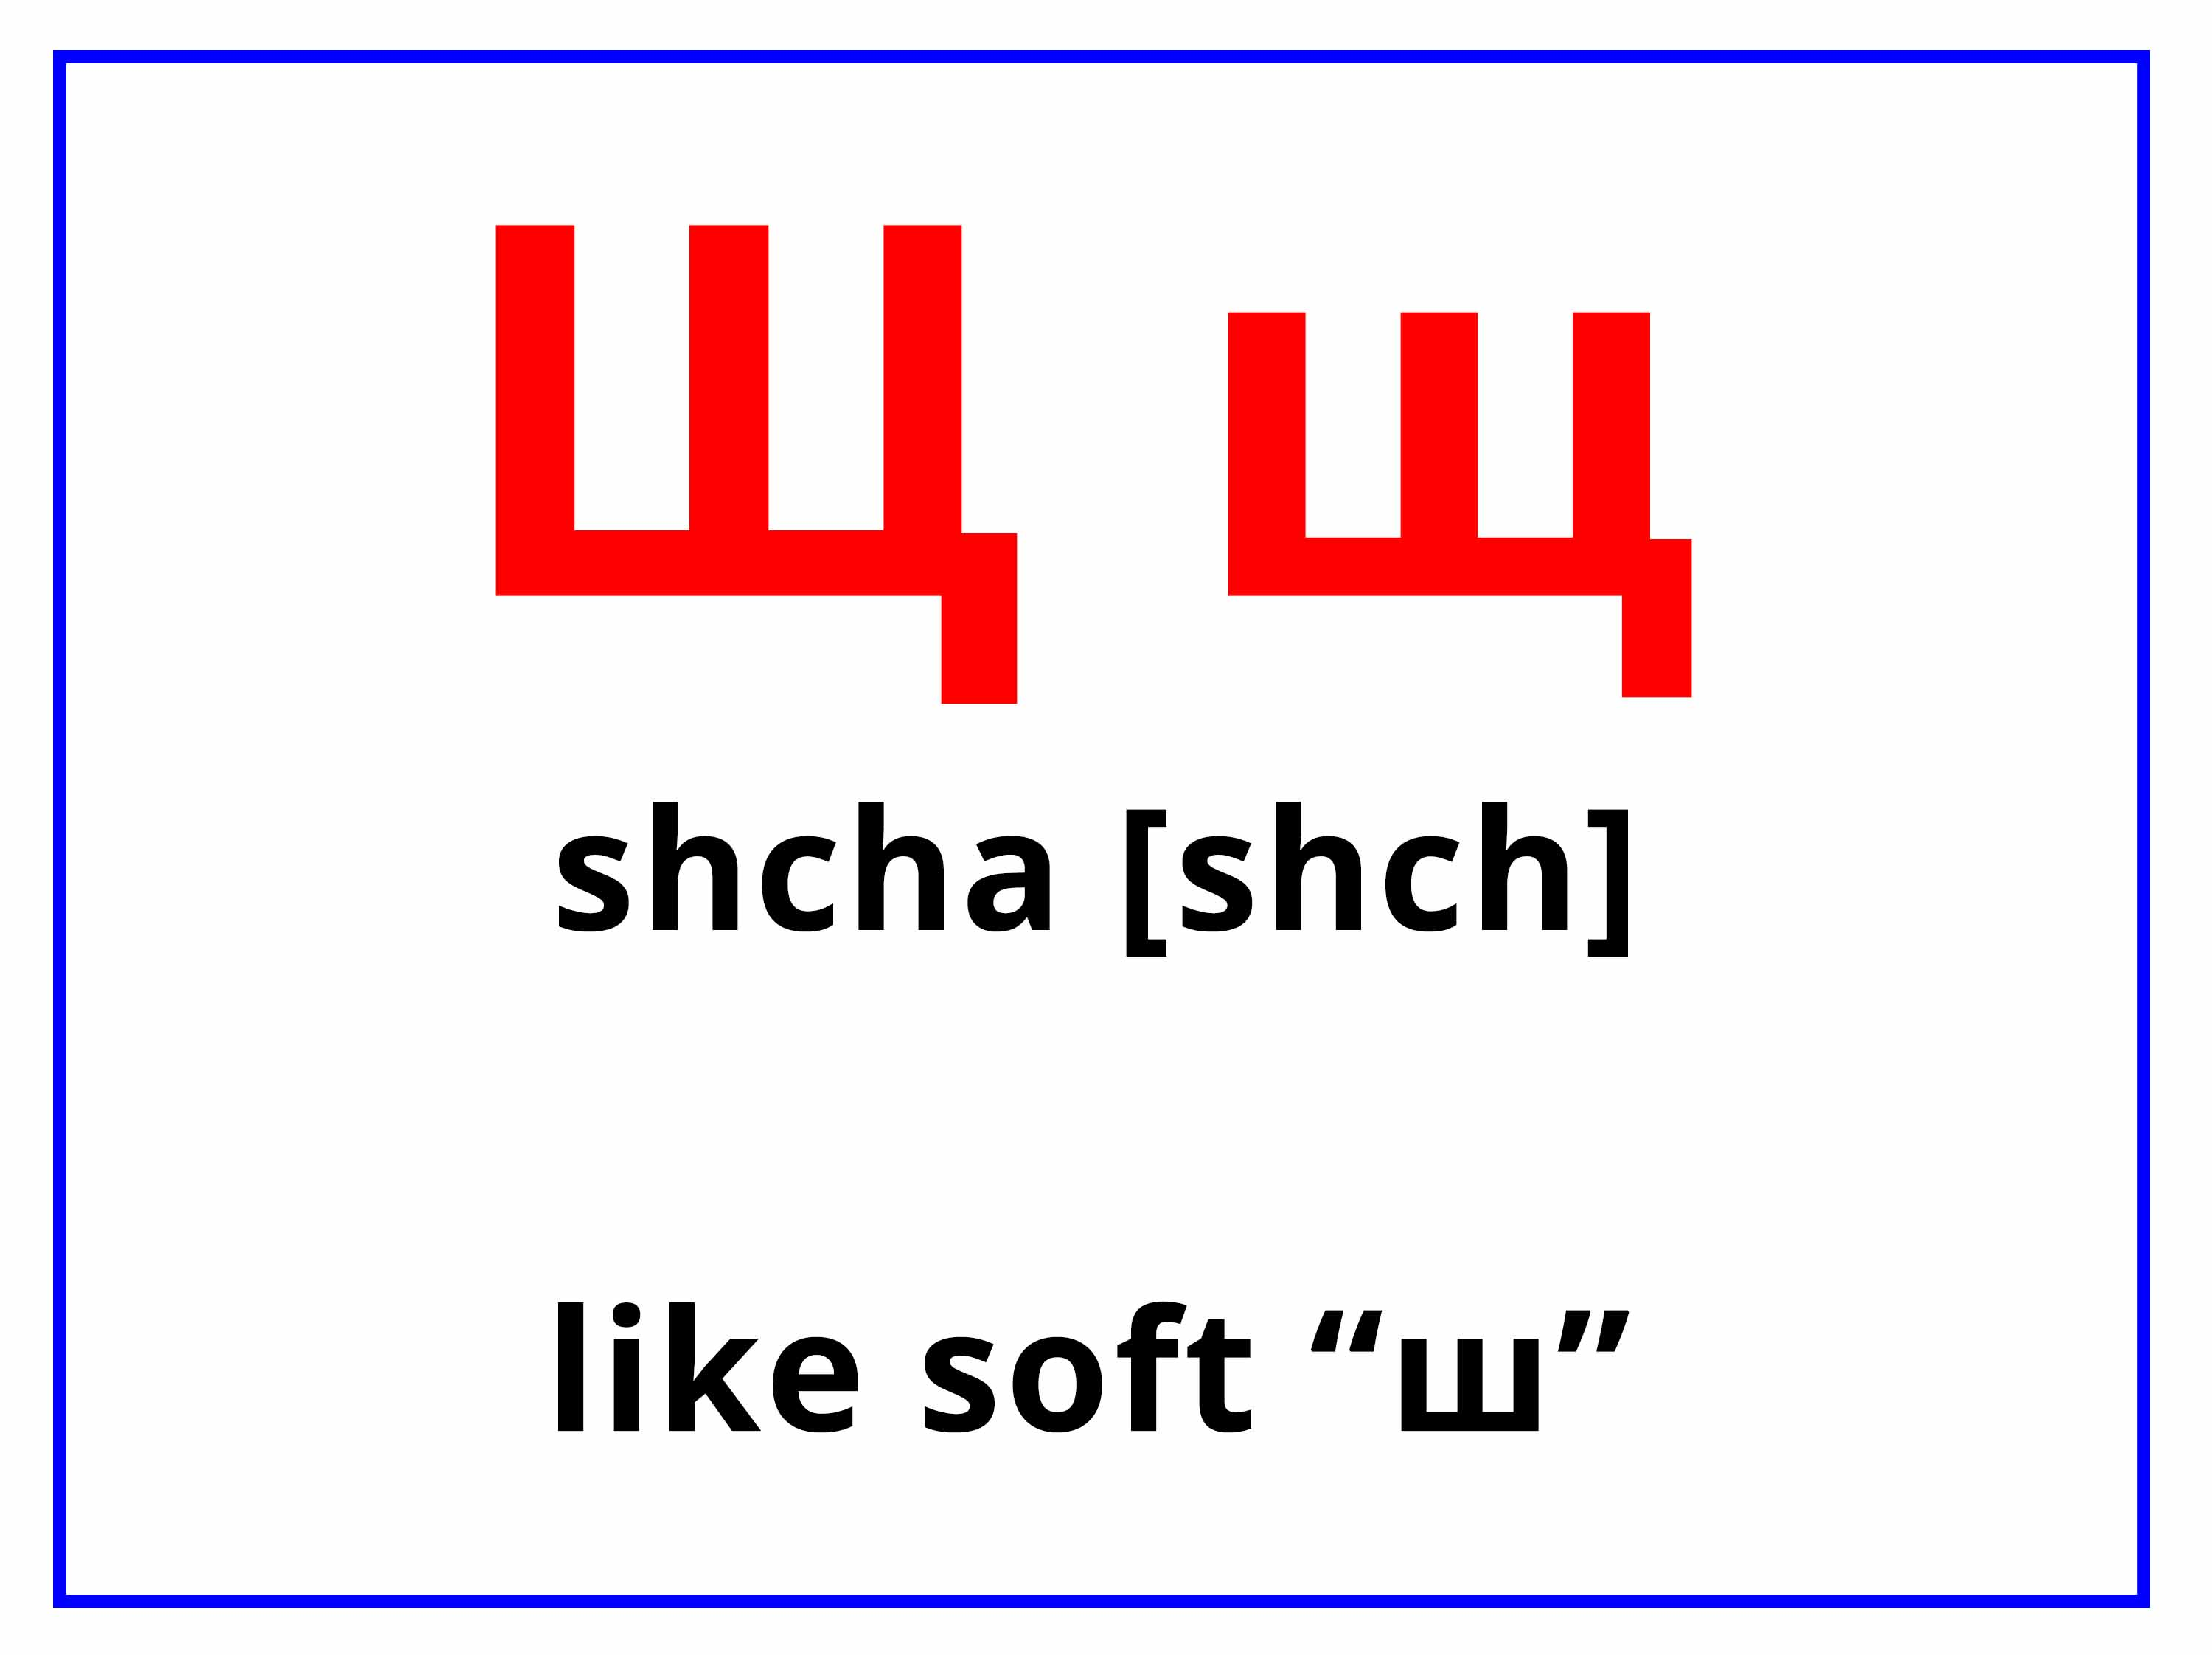 Щ щ
shcha [shch]
like soft “ш”